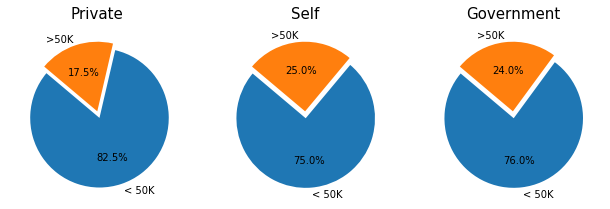 Private
>50K
17.5%
82.5%
< 50K
Self
>50K
25.0%
75.0%
< 50K
Government
>50K
24.0%
76.0%
< 50K